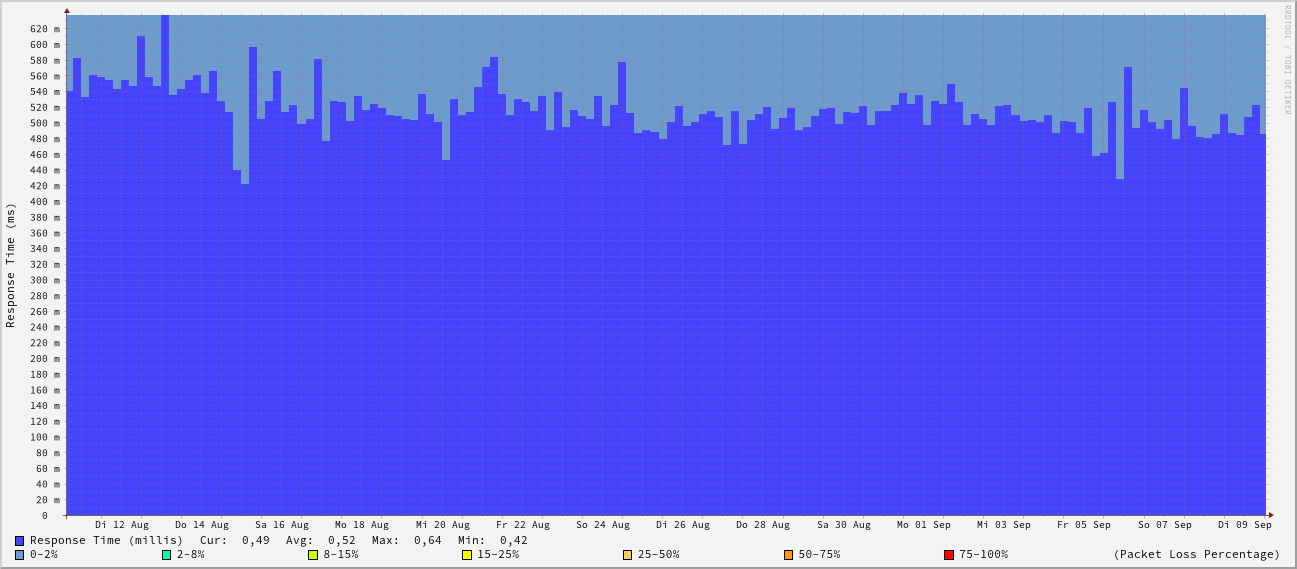 RRDTOOL / TOBI OETIKER
Response Time (ms)
620 m
600 m
580 m
560 m
540 m
520 m
500 m
480 m
460 m
440 m
420 m
400 m
380 m
360 m
340 m
320 m
300 m
280 m
260 m
240 m
220 m
200 m
180 m
160 m
140 m
120 m
100 m
80 m
60 m
40 m
20 m
0
Di 12 Aug Do 14 Aug Sa 16 Aug Mo 18 Aug Mi 20 Aug Fr 22 Aug So 24 Aug Di 26 Aug Do 28 Aug Sa 30 Aug Mo 01 Sep Mi 03 Sep Fr 05 Sep So 07 Sep Di 09 Sep
Response Time (millis) Cur: 0,49 Avg: 0,52 Max: 0,64 Min: 0,42
0-2% 2-8% 8-15% 15-25% 25-50% 50-75% 75-100% (Packet Loss Percentage)